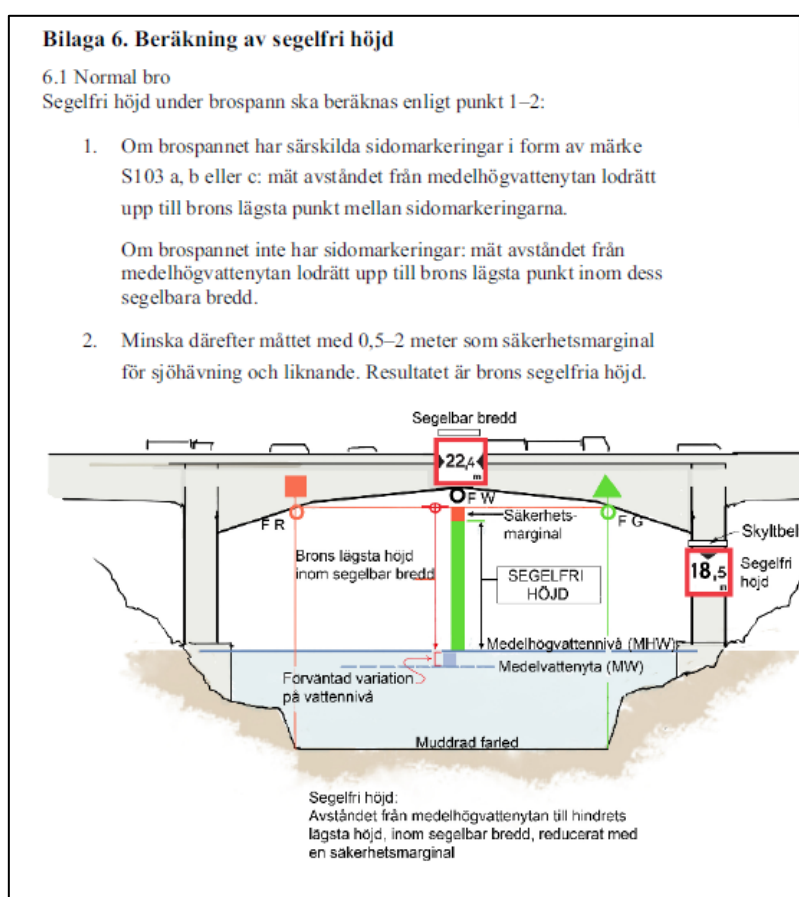 Bilaga 6. Beräkning av segelfri höjd
6.1 Normal bro
Segelfri höjd under brospann ska beräknas enligt punkt 1–2:
1. Om brospannet har särskilda sidomarkeringar i form av märke
S103 a, b eller c: mät avståndet från medelhögvattenytan lodrätt
upp till brons lägsta punkt mellan sidomarkeringarna.
Om brospannet inte har sidomarkeringar: mät avståndet från
medelhögvattenytan lodrätt upp till brons lägsta punkt inom dess
segelbara bredd.
2. Minska därefter måttet med 0,5–2 meter som säkerhetsmarginal
för sjöhävning och liknande. Resultatet är brons segelfria höjd.
Segelbar bredd
22,4
m
F W
F R
Säkerhets-
marginal
F G
Skyltbel
Brons lägsta höjd
inom segelbar bredd
SEGELFRI
HÖJD
18,5
m
Segelfri
höjd
Medelhögvattennivå (MHW)
Medelvattenyta (MW)
Förväntad variation
på vattennivå
Muddrad farled
Segelfri höjd:
Avståndet från medelhögvattenytan till hindrets
lägsta höjd, inom segelbar bredd, reducerat med
en säkerhetsmarginal